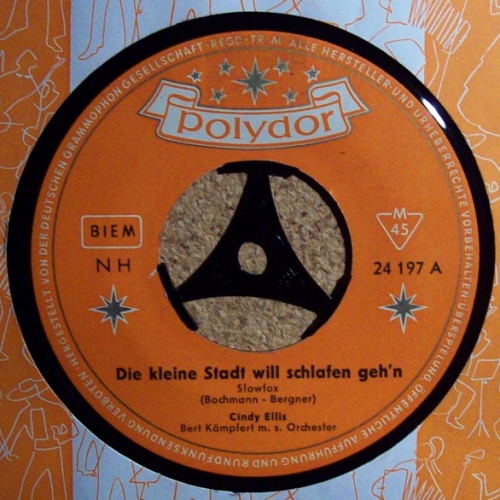 HERGESTELLT VON DER DEUTSCHEN GRAMMOPHON GESELLSCHAFT · REGD · TR · M · ALLE HERSTELLER- UND URHEBERRECHTE VORBEHALTEN · ÜBERSPIELUNG ÖFFENTLICHE AUFFÜHRUNG UND RUNDFUNKSENDUNG VERBOTEN
polydor
BIEM
NH
M
45
24 197 A
Die kleine Stadt will schlafen geh'n
Slowfox
(Bochmann - Bergner)
Cindy Ellis
Bert Kämpfert m. s. Orchester